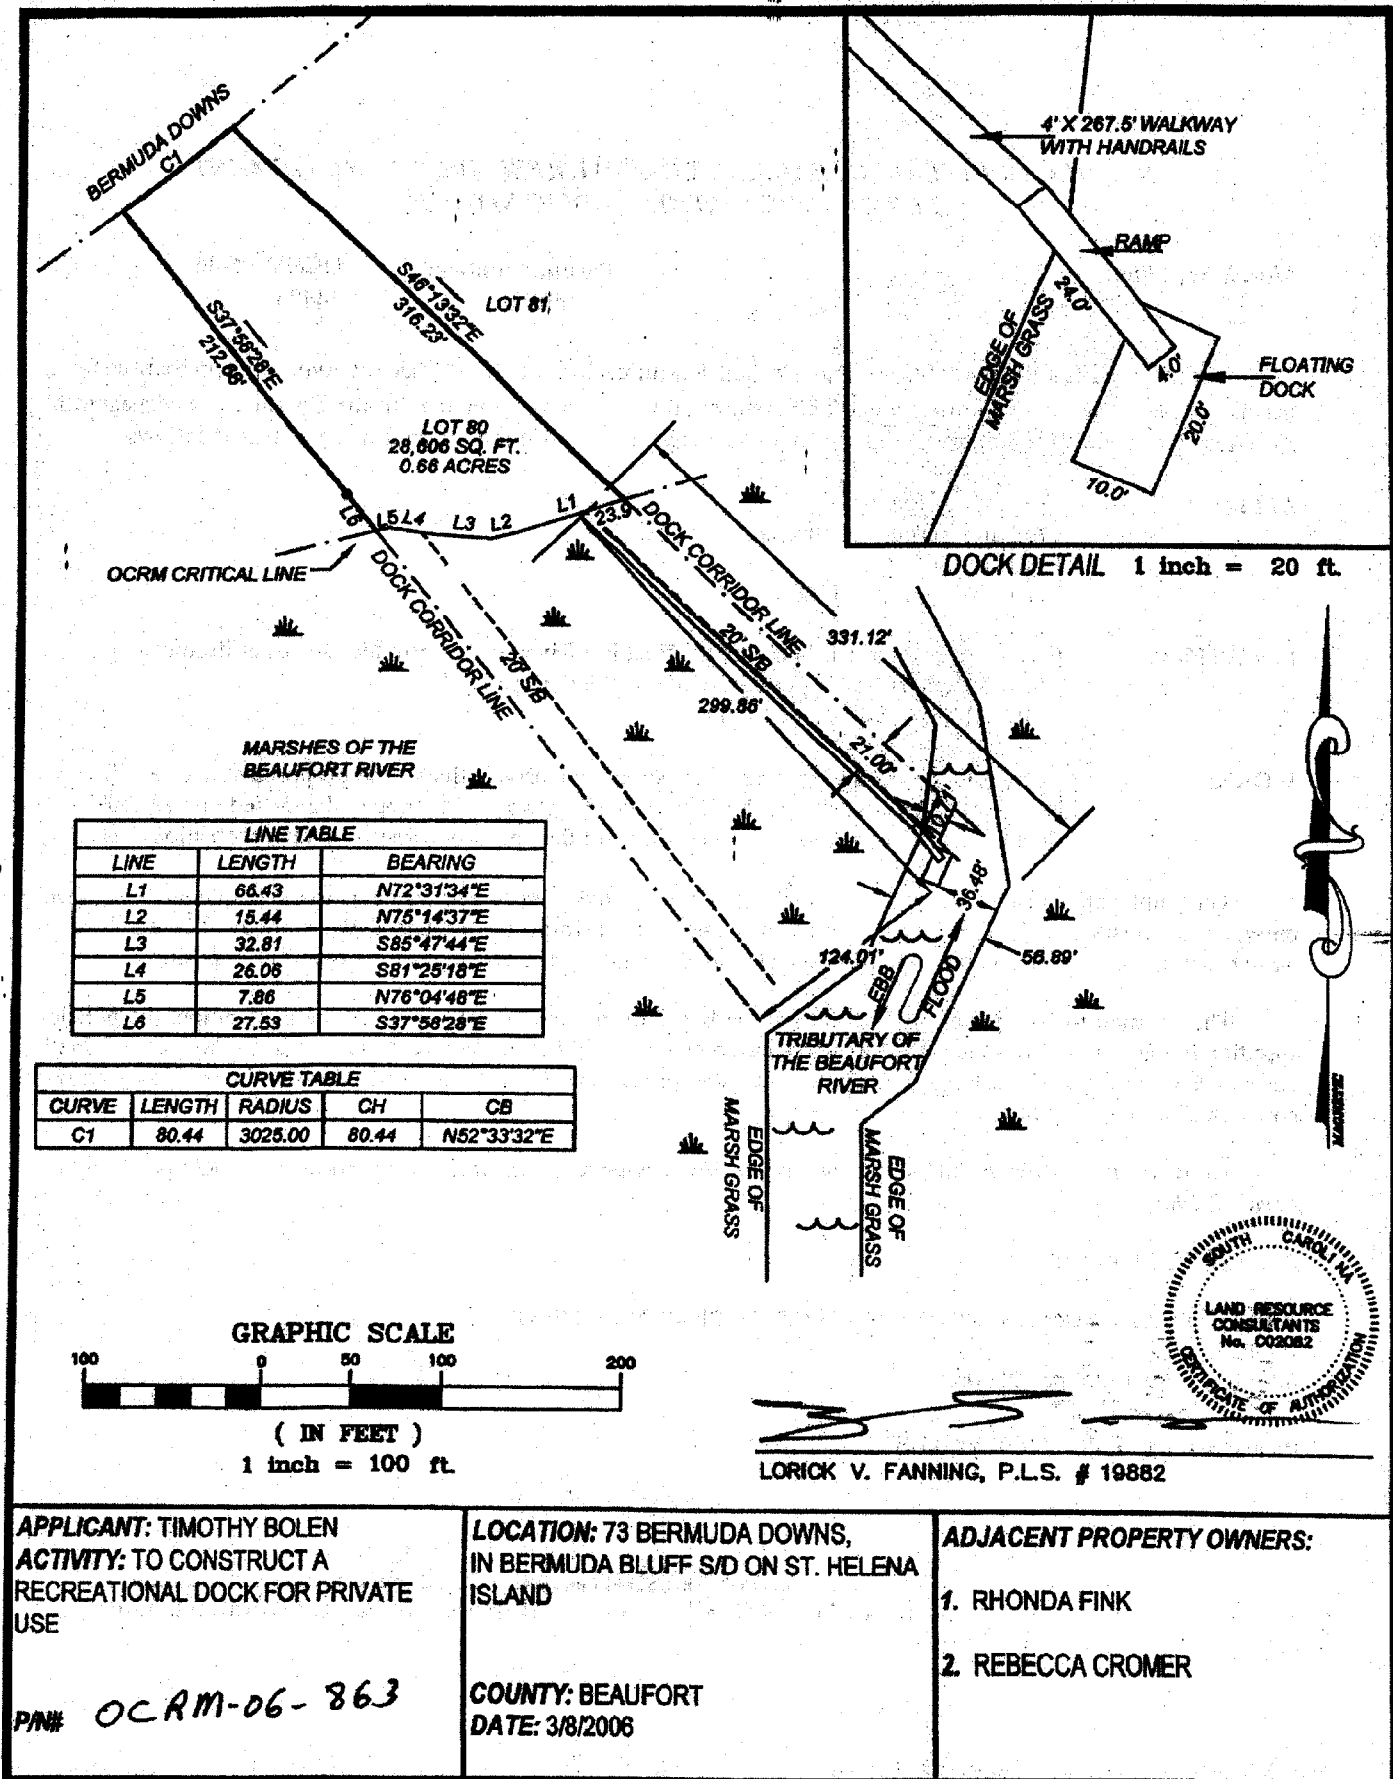 BERMUDA DOWNS
C1
S46°13'32"E
316.23'
LOT 81
S37°56'28"E
212.66'
LOT 80
28,606 SQ. FT.
0.66 ACRES
L6
L5
L4
L3
L2
L1
23.9
OCRM CRITICAL LINE
DOCK CORRIDOR LINE
20' S/B
DOCK CORRIDOR LINE
20' S/B
331.12'
299.86'
21.00'
36.48'
56.89'
124.01'
EBB
FLOOD
MARSHES OF THE
BEAUFORT RIVER
TRIBUTARY OF
THE BEAUFORT
RIVER
EDGE OF
MARSH GRASS
EDGE OF
MARSH GRASS
4' X 267.5' WALKWAY
WITH HANDRAILS
RAMP
24.0'
EDGE OF
MARSH GRASS
4.0'
FLOATING
DOCK
20.0'
10.0'
DOCK DETAIL 1 inch = 20 ft.
MAGNETIC
LINE TABLE
LINE LENGTH BEARING
L1 66.43 N72°31'34"E
L2 15.44 N75°14'37"E
L3 32.81 S85°47'44"E
L4 26.06 S81°25'18"E
L5 7.86 N76°04'48"E
L6 27.53 S37°56'28"E
CURVE TABLE
CURVE LENGTH RADIUS CH CB
C1 80.44 3025.00 80.44 N52°33'32"E
GRAPHIC SCALE
100 0 50 100 200
( IN FEET )
1 inch = 100 ft.
SOUTH CAROLINA
LAND RESOURCE
CONSULTANTS
No. C02082
CERTIFICATE OF AUTHORIZATION
LORICK V. FANNING, P.L.S. # 19882
APPLICANT: TIMOTHY BOLEN
ACTIVITY: TO CONSTRUCT A
RECREATIONAL DOCK FOR PRIVATE
USE
P/N# OCRM-06-863
LOCATION: 73 BERMUDA DOWNS,
IN BERMUDA BLUFF S/D ON ST. HELENA
ISLAND
COUNTY: BEAUFORT
DATE: 3/8/2006
ADJACENT PROPERTY OWNERS:
1. RHONDA FINK
2. REBECCA CROMER